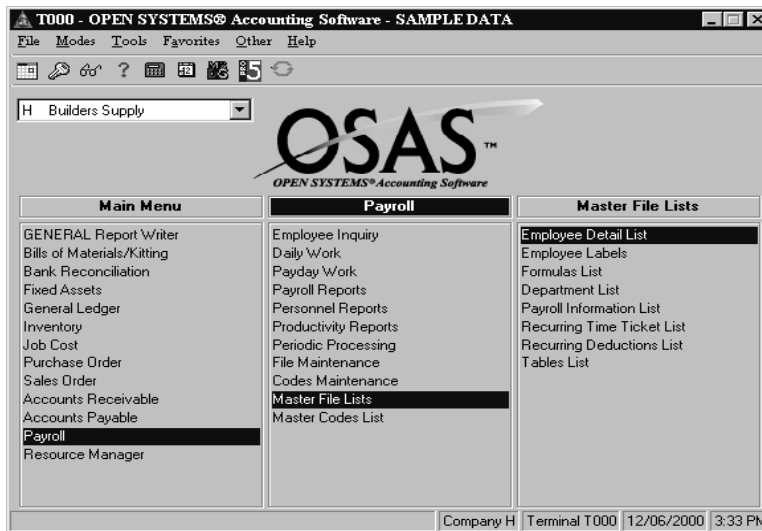 T000 - OPEN SYSTEMS® Accounting Software - SAMPLE DATA
File Modes Tools Favorites Other Help
H Builders Supply
OSAS™
OPEN SYSTEMS® Accounting Software
Main Menu
GENERAL Report Writer
Bills of Materials/Kitting
Bank Reconciliation
Fixed Assets
General Ledger
Inventory
Job Cost
Purchase Order
Sales Order
Accounts Receivable
Accounts Payable
Payroll
Resource Manager
Payroll
Employee Inquiry
Daily Work
Payday Work
Payroll Reports
Personnel Reports
Productivity Reports
Periodic Processing
File Maintenance
Codes Maintenance
Master File Lists
Master Codes List
Master File Lists
Employee Detail List
Employee Labels
Formulas List
Department List
Payroll Information List
Recurring Time Ticket List
Recurring Deductions List
Tables List
Company H Terminal T000 12/06/2000 3:33 PM